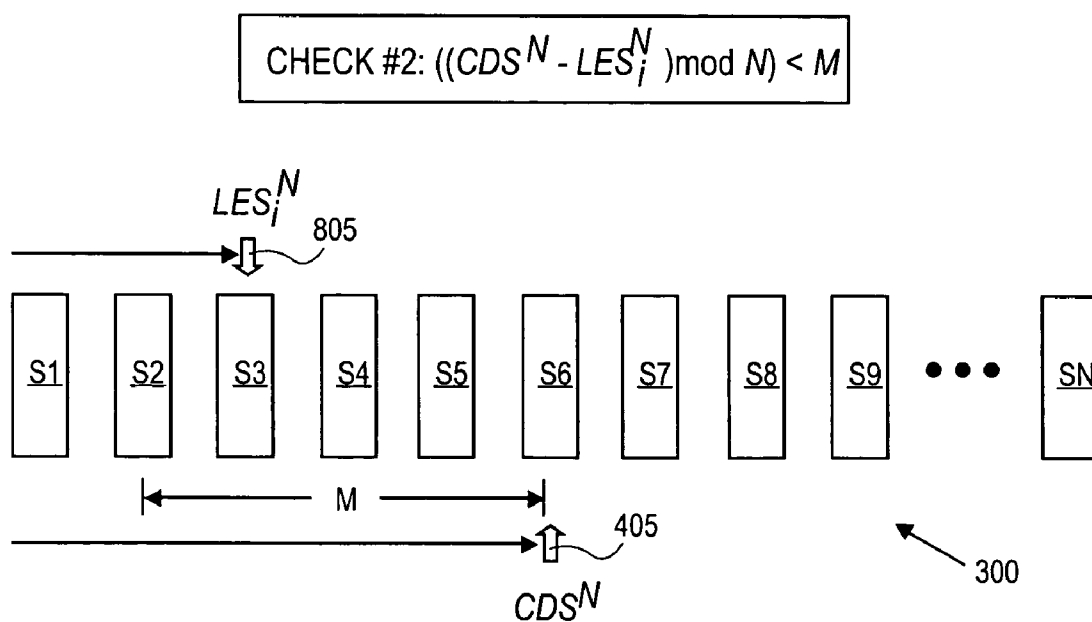 CHECK #2: ((CDS^N - LES_i^N) mod N) < M
LES_i^N
805
S1 S2 S3 S4 S5 S6 S7 S8 S9 ●●● SN
M
405
CDS^N
300